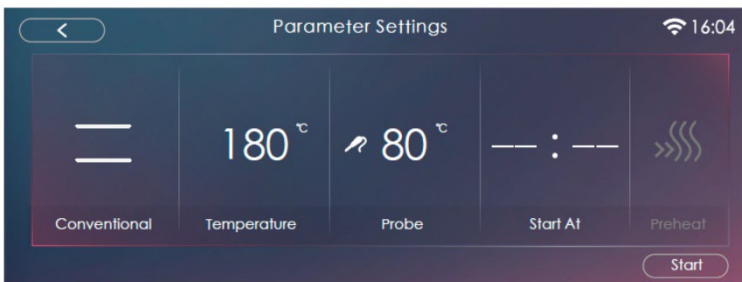 Parameter Settings 16:04
180 °C 80 °C -- : --
Conventional Temperature Probe Start At Preheat
Start